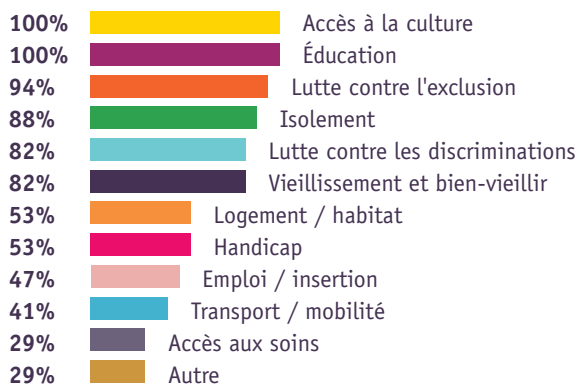 100% Accès à la culture
100% Éducation
94% Lutte contre l'exclusion
88% Isolement
82% Lutte contre les discriminations
82% Vieillissement et bien-vieillir
53% Logement / habitat
53% Handicap
47% Emploi / insertion
41% Transport / mobilité
29% Accès aux soins
29% Autre